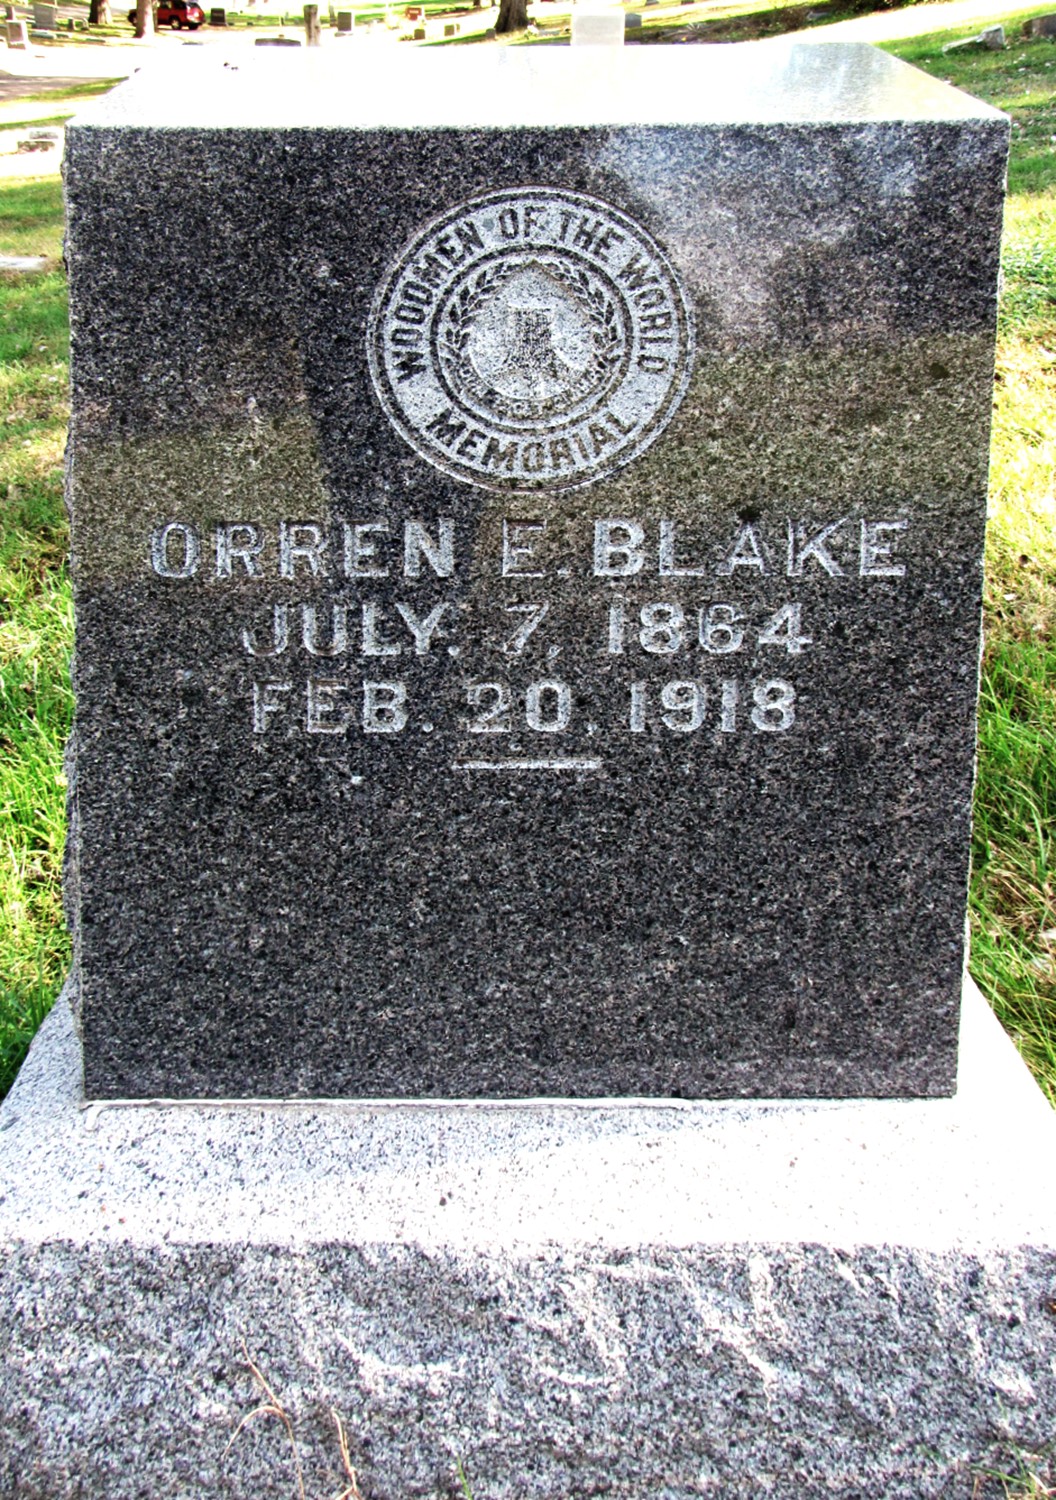 WOODMEN OF THE WORLD
MEMORIAL
ORREN E. BLAKE
JULY. 7, 1864
FEB. 20, 1918